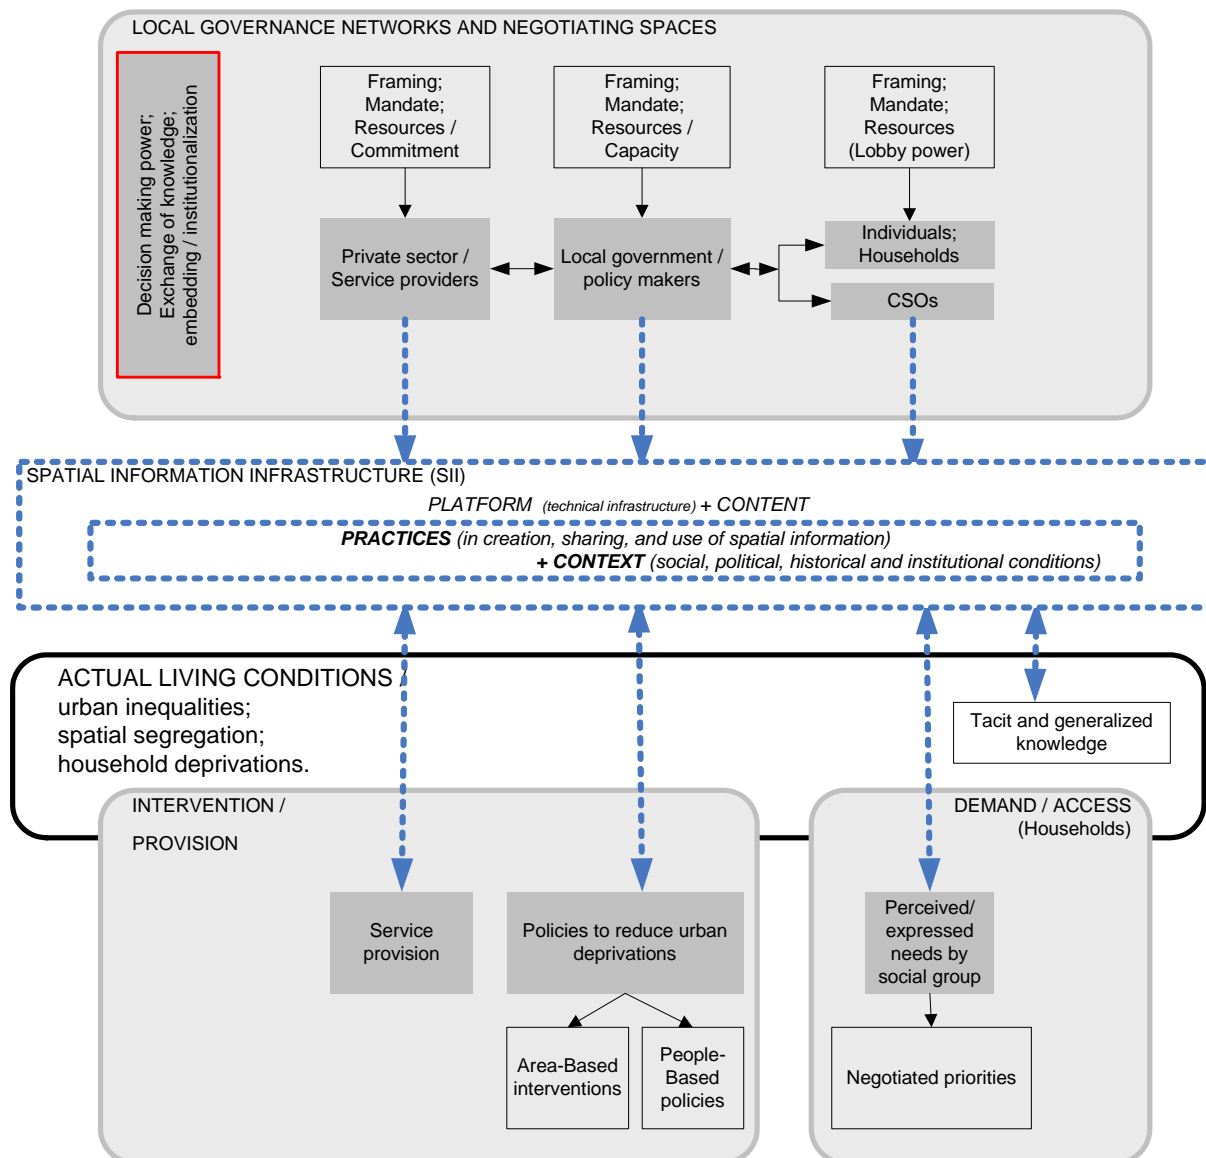 LOCAL GOVERNANCE NETWORKS AND NEGOTIATING SPACES
Decision making power;
Exchange of knowledge;
embedding / institutionalization
Framing;
Mandate;
Resources /
Commitment
Framing;
Mandate;
Resources /
Capacity
Framing;
Mandate;
Resources
(Lobby power)
Private sector /
Service providers
Local government /
policy makers
Individuals;
Households
CSOs
SPATIAL INFORMATION INFRASTRUCTURE (SII)
PLATFORM (technical infrastructure) + CONTENT
PRACTICES (in creation, sharing, and use of spatial information)
+ CONTEXT (social, political, historical and institutional conditions)
ACTUAL LIVING CONDITIONS /
urban inequalities;
spatial segregation;
household deprivations.
Tacit and generalized
knowledge
INTERVENTION /
PROVISION
DEMAND / ACCESS
(Households)
Service
provision
Policies to reduce urban
deprivations
Perceived/
expressed
needs by
social group
Area-Based
interventions
People-
Based
policies
Negotiated priorities